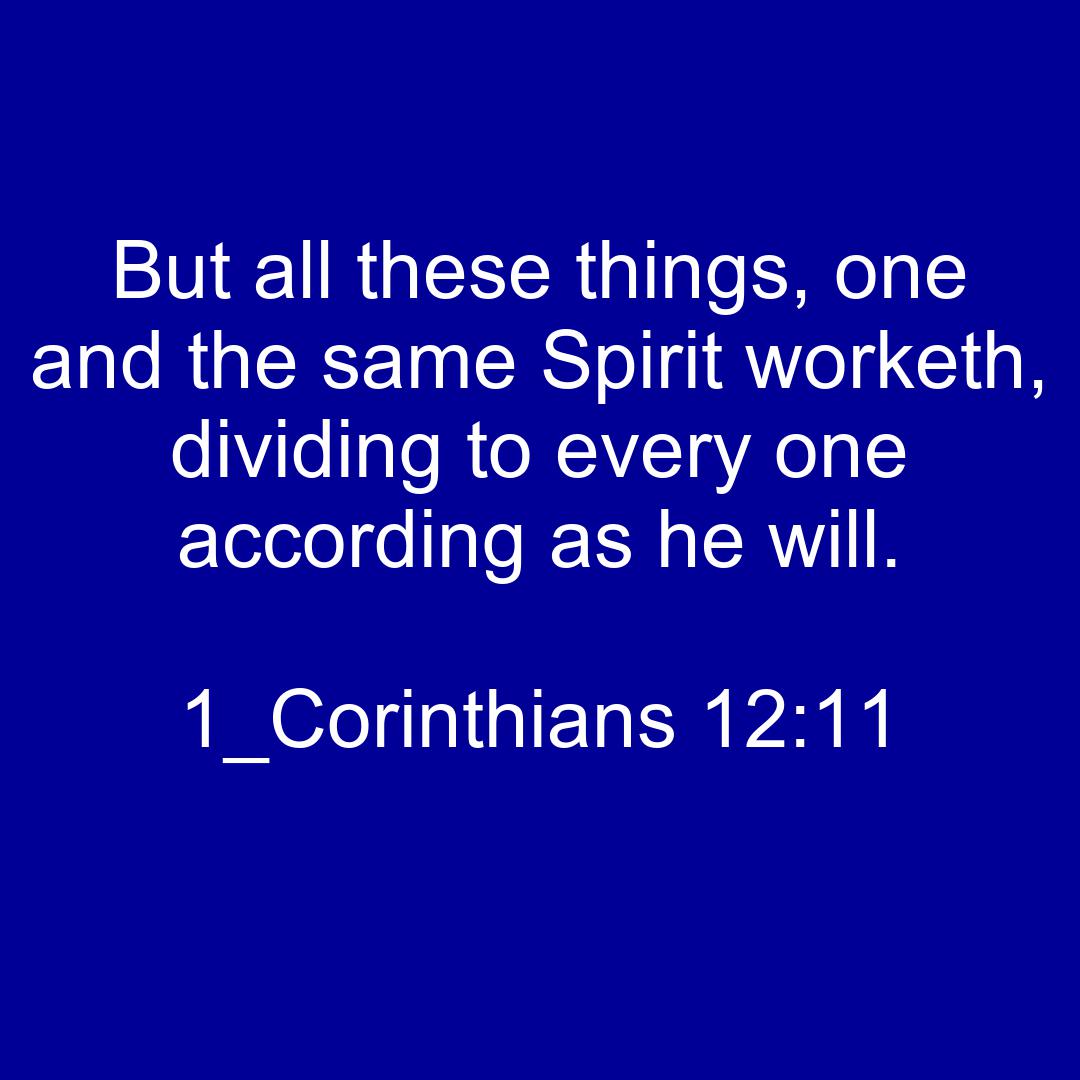 But all these things, one
and the same Spirit worketh,
dividing to every one
according as he will.
1_Corinthians 12:11